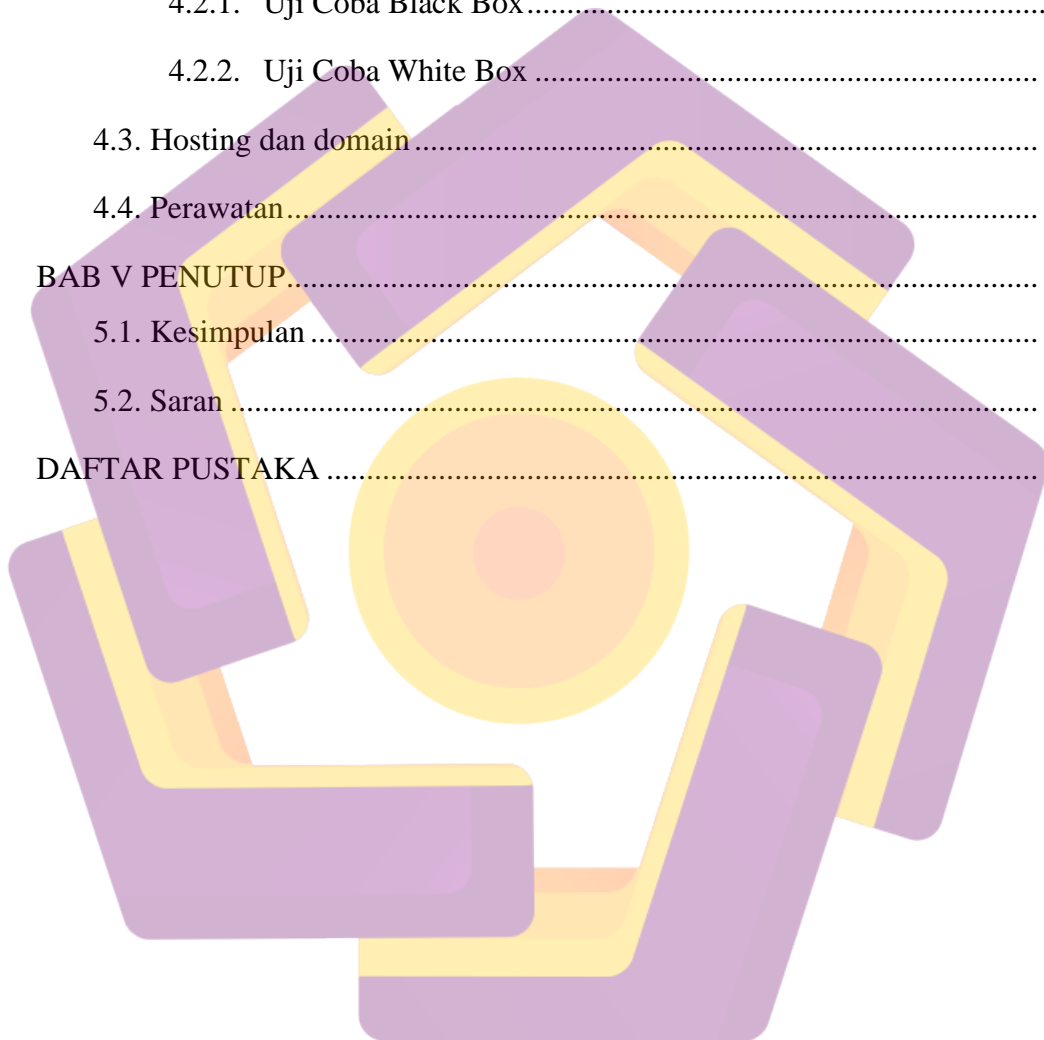 4.2.1. Uji Coba Black Box..............................................................
4.2.2. Uji Coba White Box ............................................................
4.3. Hosting dan domain............................................................................
4.4. Perawatan..........................................................................................
BAB V PENUTUP.........................................................................................
5.1. Kesimpulan .......................................................................................
5.2. Saran .................................................................................................
DAFTAR PUSTAKA ....................................................................................